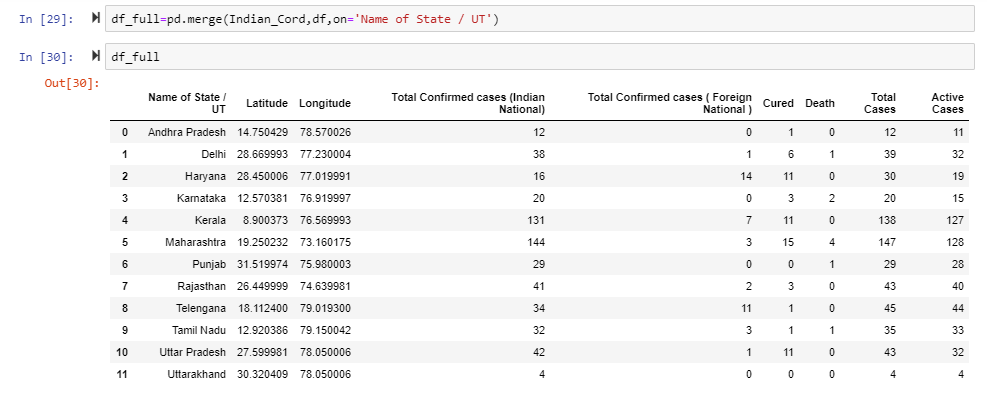 In [29]: df_full=pd.merge(Indian_Cord,df,on='Name of State / UT')
In [30]: df_full
Out[30]:
Name of State / UT Latitude Longitude Total Confirmed cases (Indian National) Total Confirmed cases ( Foreign National ) Cured Death Total Cases Active Cases
0 Andhra Pradesh 14.750429 78.570026 12 0 1 0 12 11
1 Delhi 28.669993 77.230004 38 1 6 1 39 32
2 Haryana 28.450006 77.019991 16 14 11 0 30 19
3 Karnataka 12.570381 76.919997 20 0 3 2 20 15
4 Kerala 8.900373 76.569993 131 7 11 0 138 127
5 Maharashtra 19.250232 73.160175 144 3 15 4 147 128
6 Punjab 31.519974 75.980003 29 0 0 1 29 28
7 Rajasthan 26.449999 74.639981 41 2 3 0 43 40
8 Telengana 18.112400 79.019300 34 11 1 0 45 44
9 Tamil Nadu 12.920386 79.150042 32 3 1 1 35 33
10 Uttar Pradesh 27.599981 78.050006 42 1 11 0 43 32
11 Uttarakhand 30.320409 78.050006 4 0 0 0 4 4